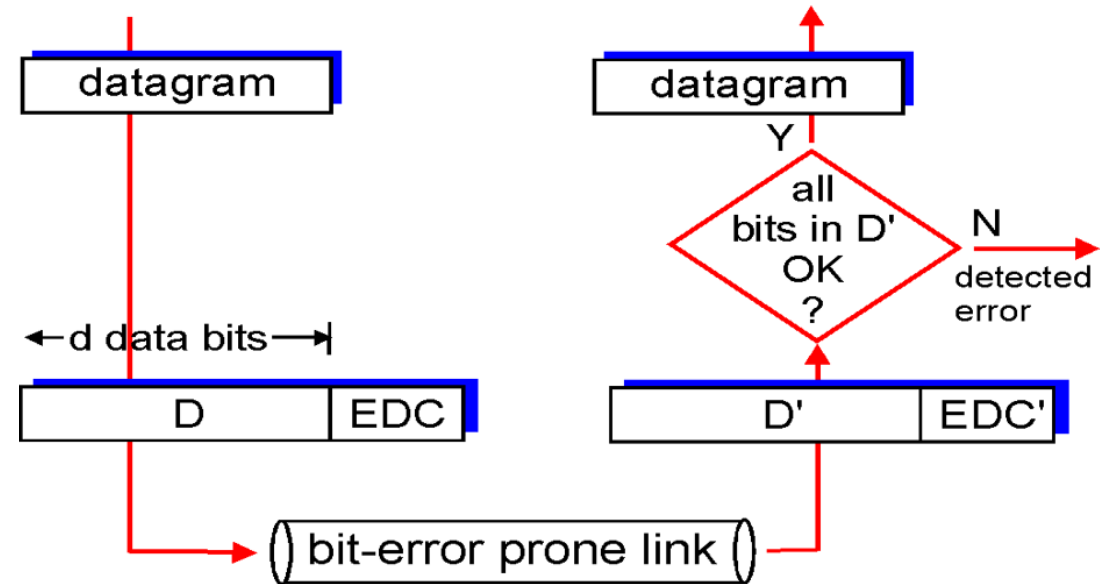 datagram
d data bits
D
EDC
bit-error prone link
D'
EDC'
all
bits in D'
OK
?
Y
N
detected
error
datagram